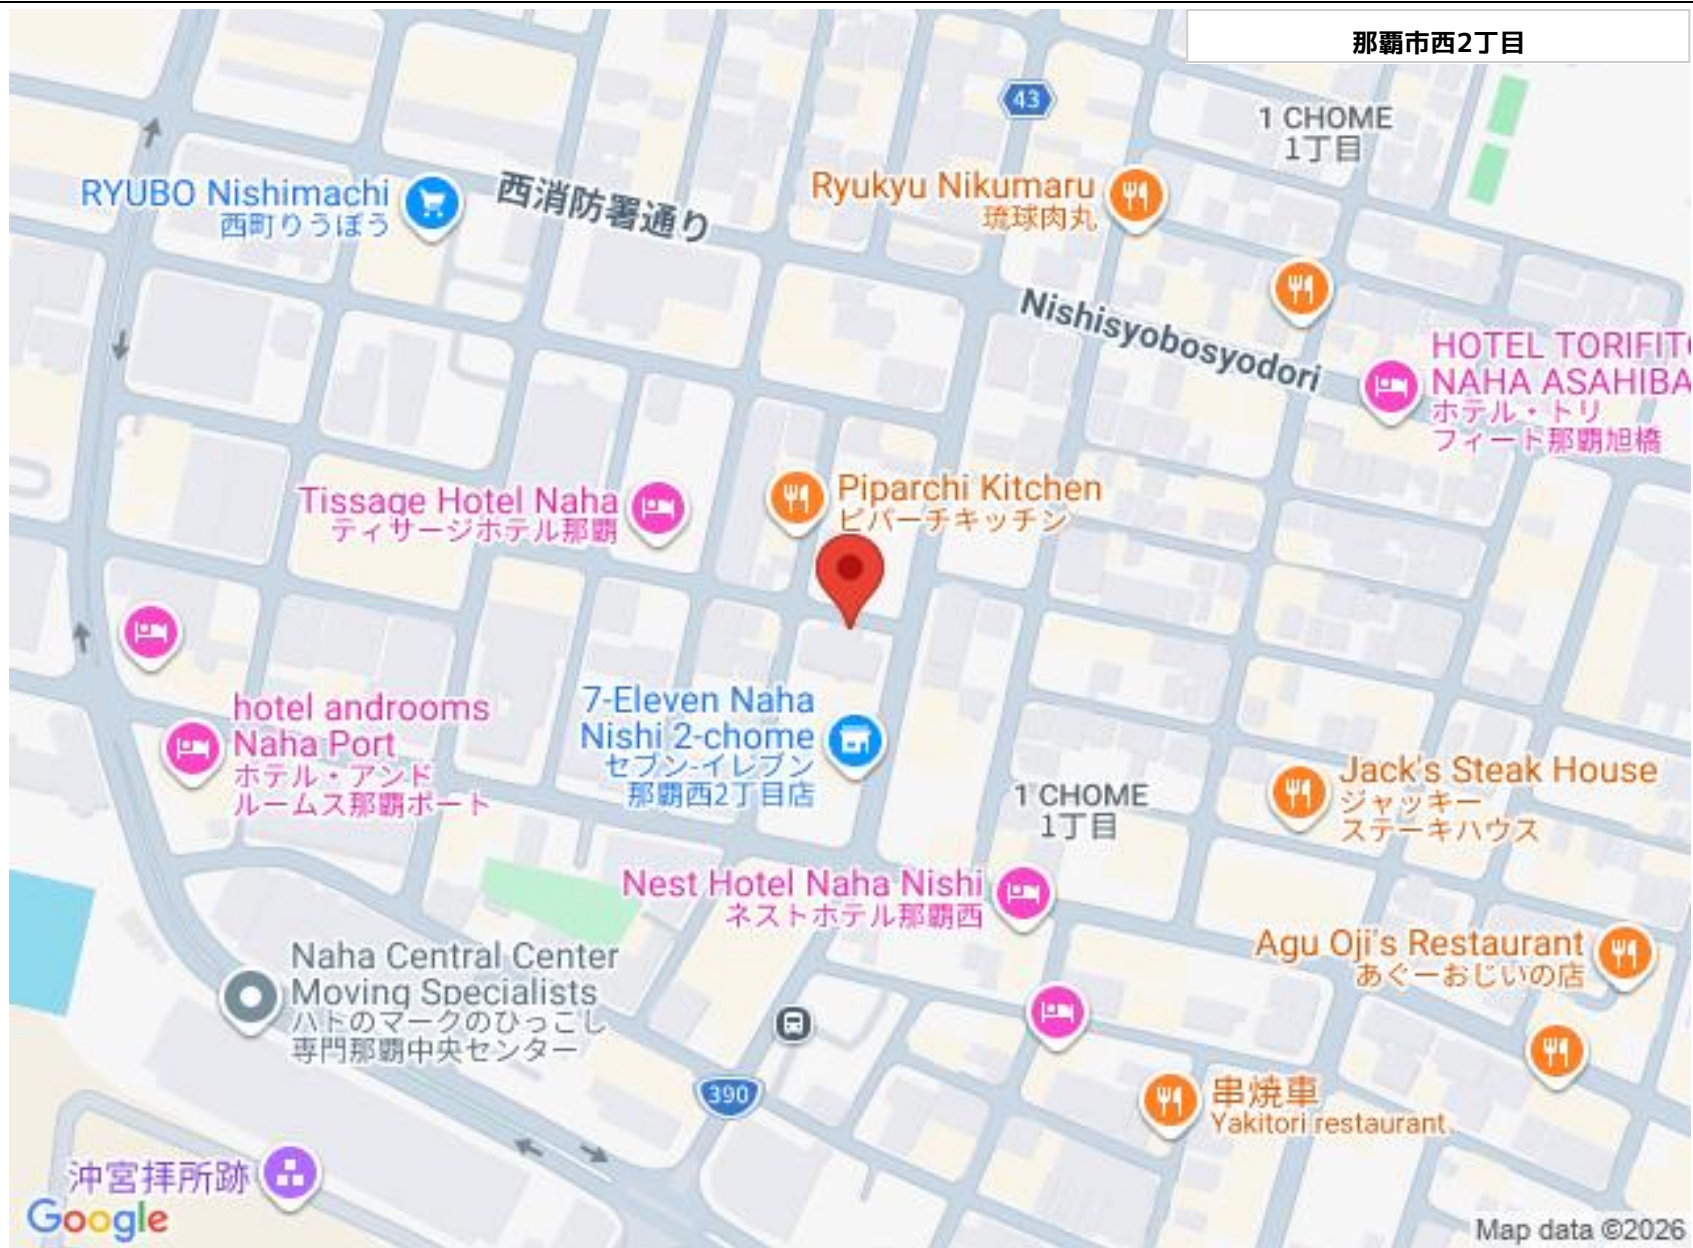 那覇市西2丁目
43
1 CHOME
1丁目
RYUBO Nishimachi
西町りうぼう
西消防署通り
Ryukyu Nikumaru
琉球肉丸
Nishisyobosyodori
HOTEL TORIFIT
NAHA ASAHIBA
ホテル・トリ
フィート那覇旭橋
Tissage Hotel Naha
ティサージホテル那覇
Piparchi Kitchen
ピパーチキッチン
hotel androoms
Naha Port
ホテル・アンド
ルームス那覇ポート
7-Eleven Naha
Nishi 2-chome
セブン-イレブン
那覇西2丁目店
1 CHOME
1丁目
Jack's Steak House
ジャッキー
ステーキハウス
Nest Hotel Naha Nishi
ネストホテル那覇西
Agu Oji's Restaurant
あぐーおじいの店
Naha Central Center
Moving Specialists
ハトのマークのひっこし
専門那覇中央センター
390
串焼車
Yakitori restaurant
沖宮拝所跡
Google
Map data ©2026